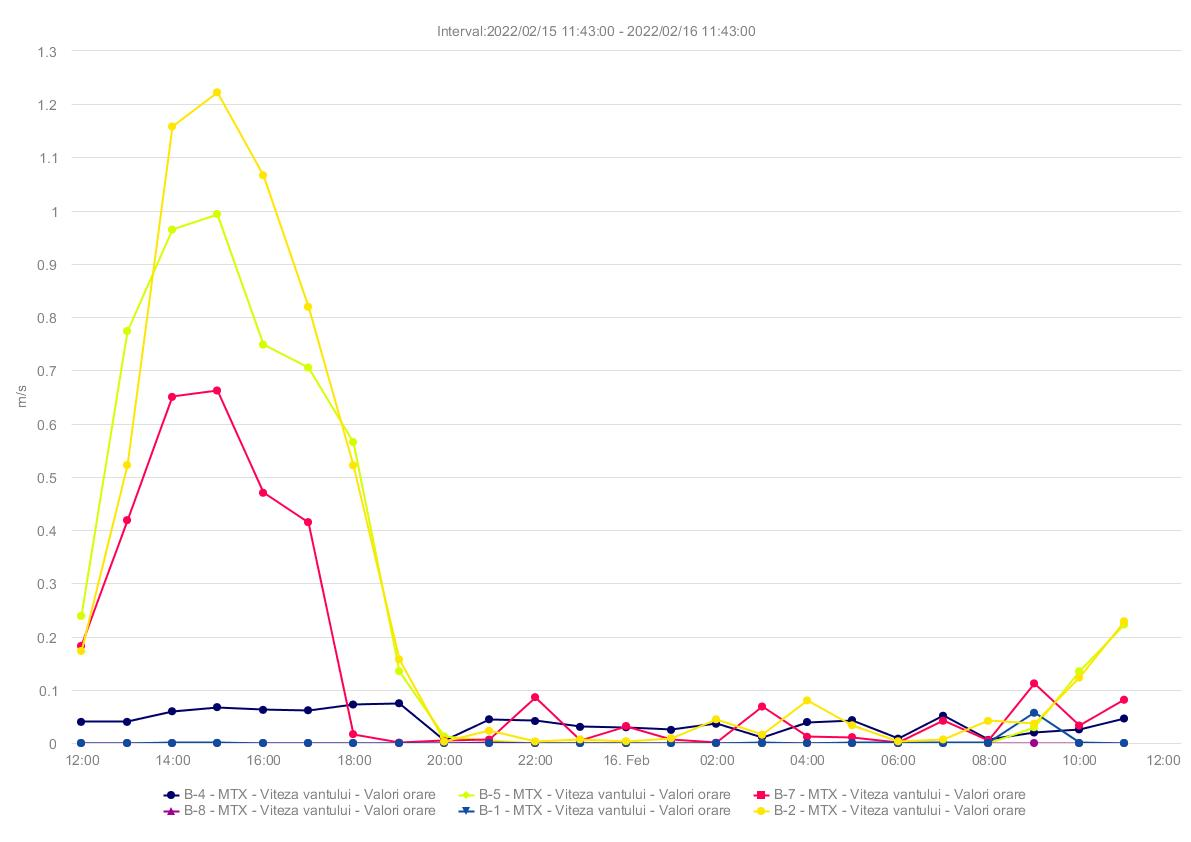 Interval:2022/02/15 11:43:00 - 2022/02/16 11:43:00
1.3
1.2
1.1
1
0.9
0.8
0.7
0.6
0.5
0.4
0.3
0.2
0.1
0
m/s
12:00 14:00 16:00 18:00 20:00 22:00 16. Feb 02:00 04:00 06:00 08:00 10:00 12:00
B-4 - MTX - Viteza vantului - Valori orare B-5 - MTX - Viteza vantului - Valori orare B-7 - MTX - Viteza vantului - Valori orare
B-8 - MTX - Viteza vantului - Valori orare B-1 - MTX - Viteza vantului - Valori orare B-2 - MTX - Viteza vantului - Valori orare